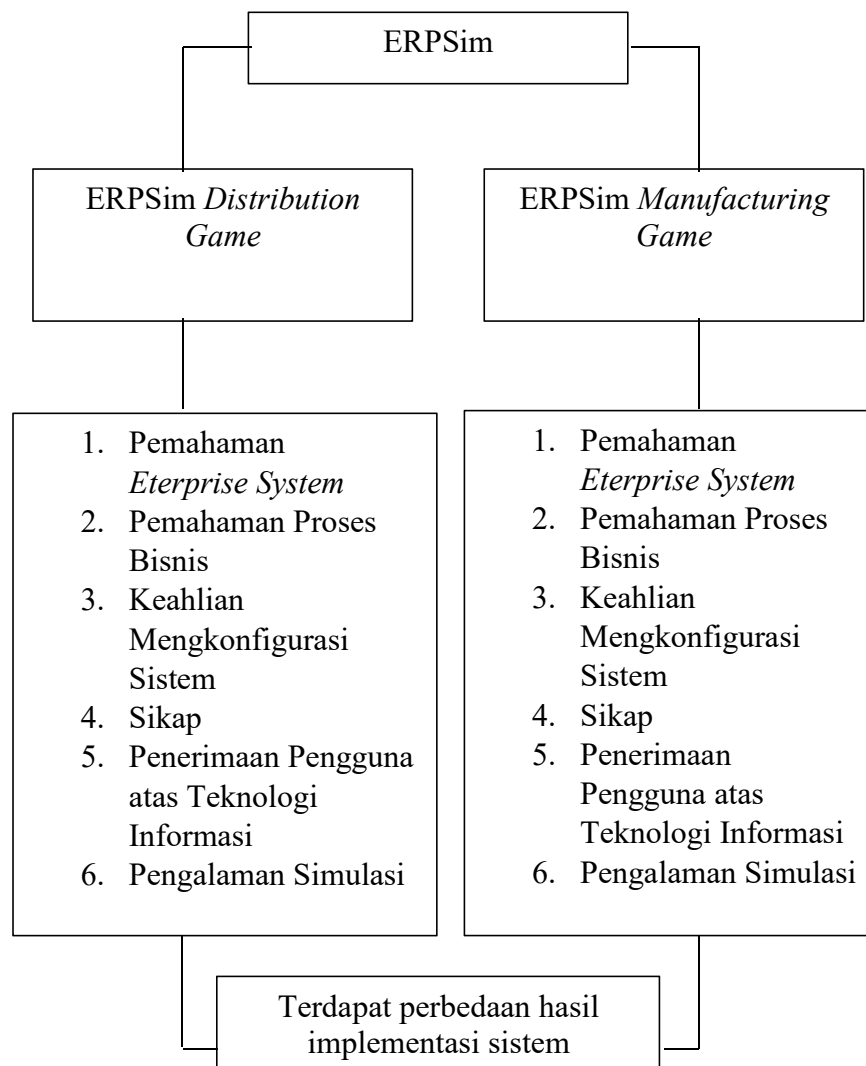 ERPSim
ERPSim Distribution
Game
ERPSim Manufacturing
Game
1. Pemahaman
Eterprise System
2. Pemahaman Proses
Bisnis
3. Keahlian
Mengkonfigurasi
Sistem
4. Sikap
5. Penerimaan Pengguna
atas Teknologi
Informasi
6. Pengalaman Simulasi
1. Pemahaman
Eterprise System
2. Pemahaman Proses
Bisnis
3. Keahlian
Mengkonfigurasi
Sistem
4. Sikap
5. Penerimaan
Pengguna atas
Teknologi Informasi
6. Pengalaman Simulasi
Terdapat perbedaan hasil
implementasi sistem